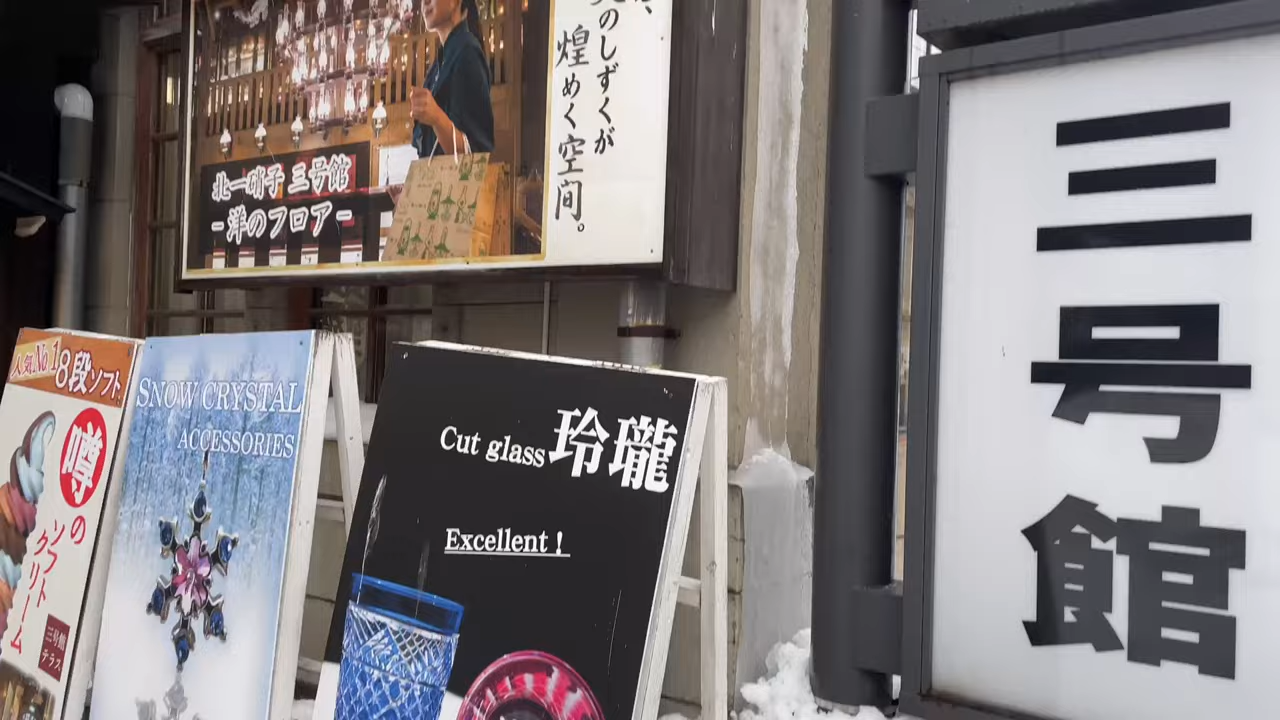 のしずくが
煌めく空間。
北一硝子 三号館
-洋のフロア-
人気No.1 8段ソフト
噂の
ソフト
クリーム
三号館
テラス
SNOW CRYSTAL
ACCESSORIES
Cut glass 玲瓏
Excellent!
三号館